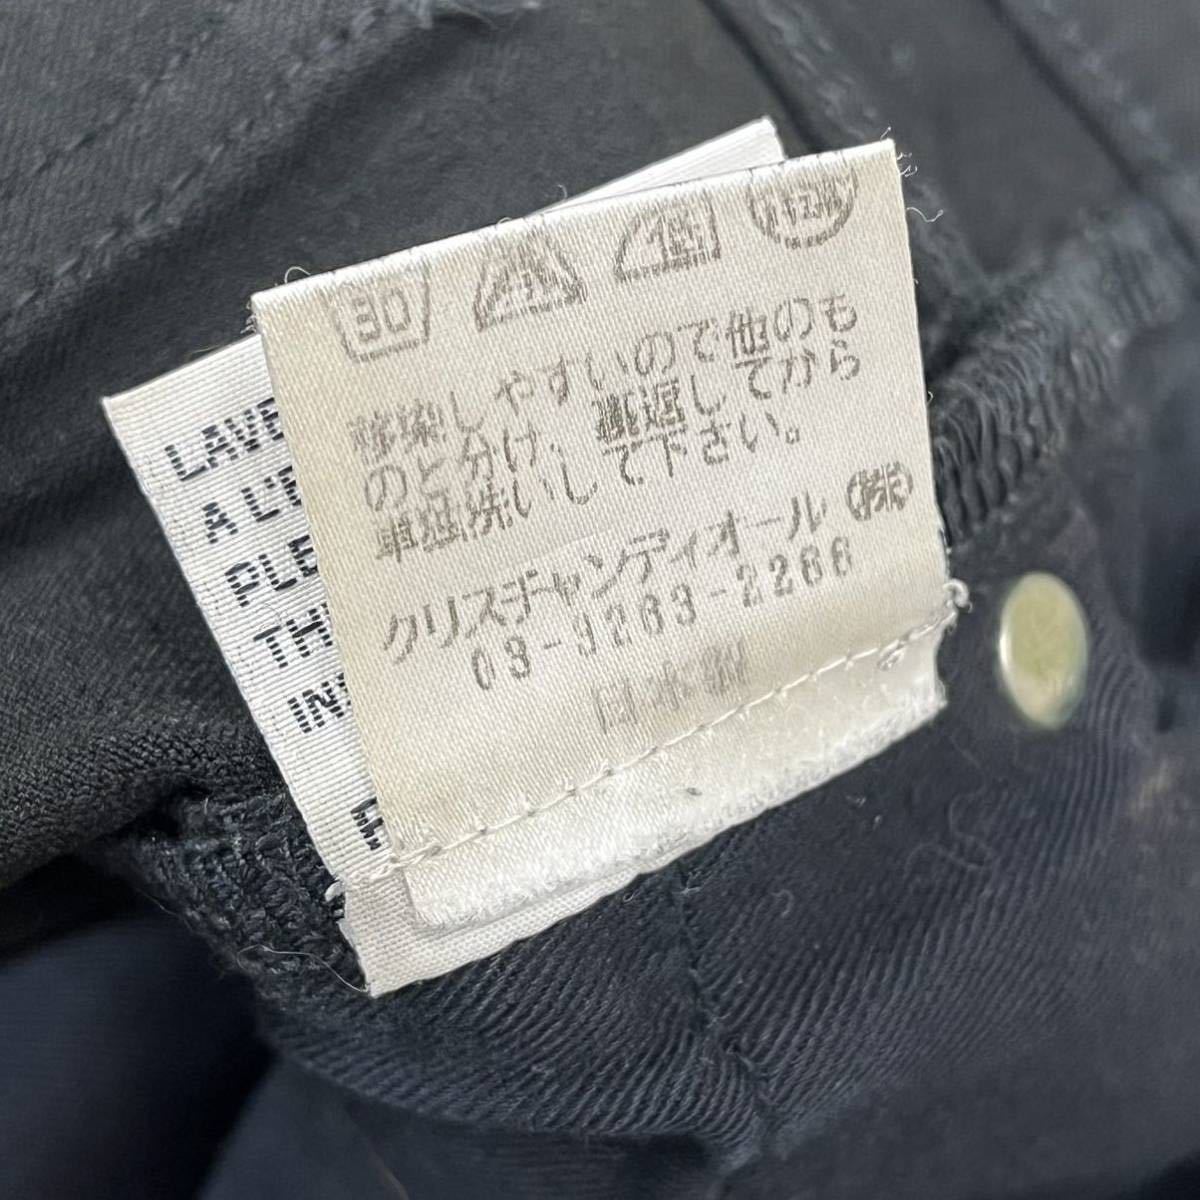 30
低
移染しやすいので他のも
のと分け、裏返してから
単独洗いして下さい。
クリスチャンディオール(株)
03-3263-2266
日本製
LAVE
A L'
PLE
TH
IN